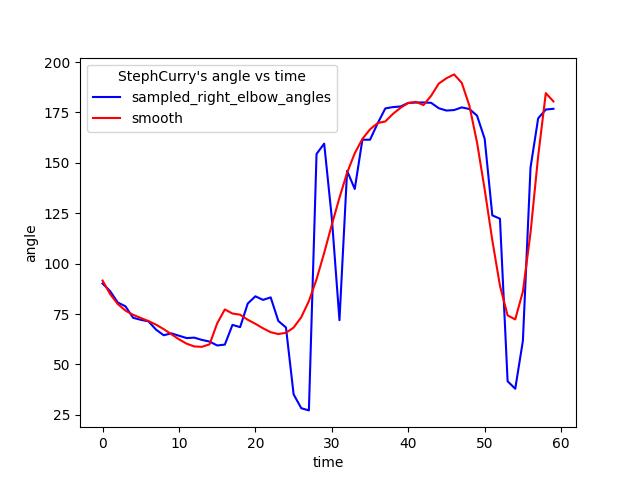 200
175
150
125
100
75
50
25
angle
StephCurry's angle vs time
sampled_right_elbow_angles
smooth
0 10 20 30 40 50 60
time